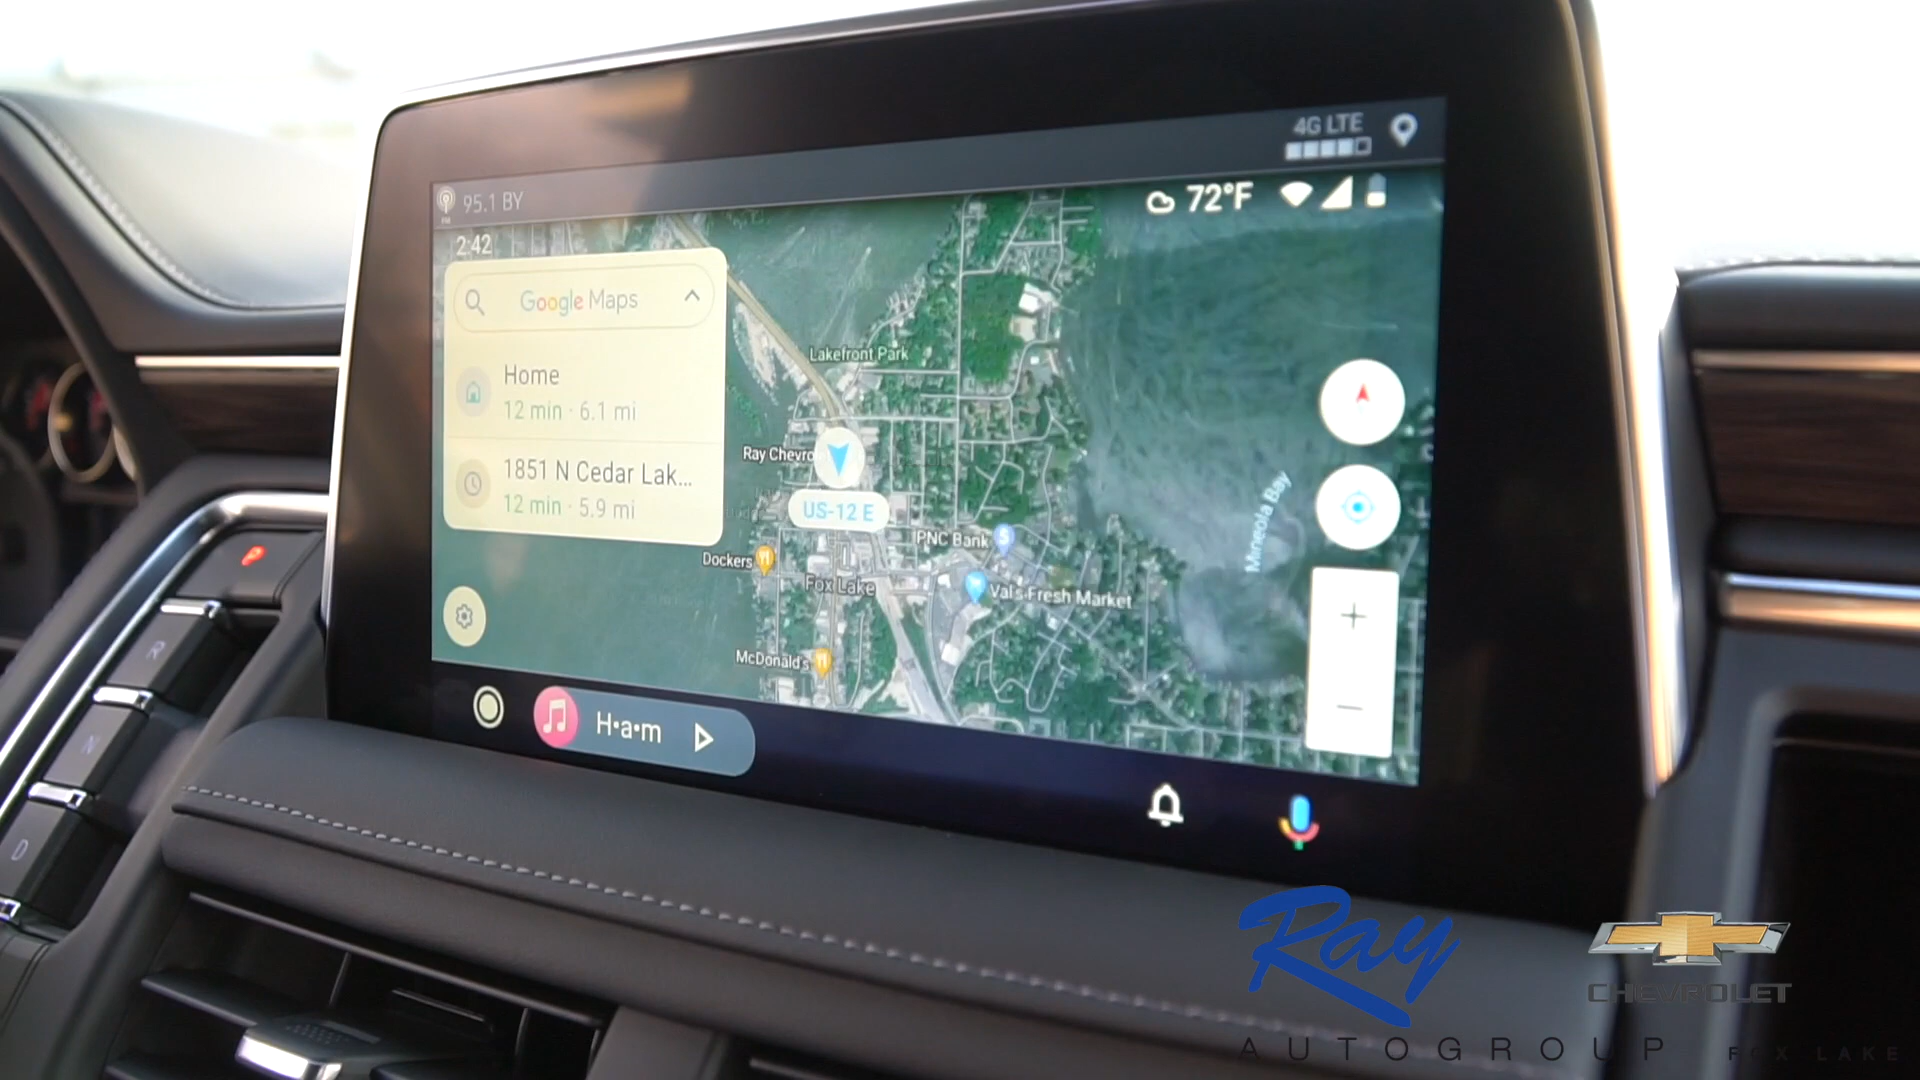 4G LTE
95.1 BY
72°F
2:42
Google Maps
Home
12 min · 6.1 mi
1851 N Cedar Lak...
12 min · 5.9 mi
Lakefront Park
Ray Chevro
US-12 E
Mineola Bay
PNC Bank
Dockers
Fox Lake
Val's Fresh Market
McDonald's
H•a•m
P
R
N
D
Ray
CHEVROLET
AUTOGROUP FOX LAKE